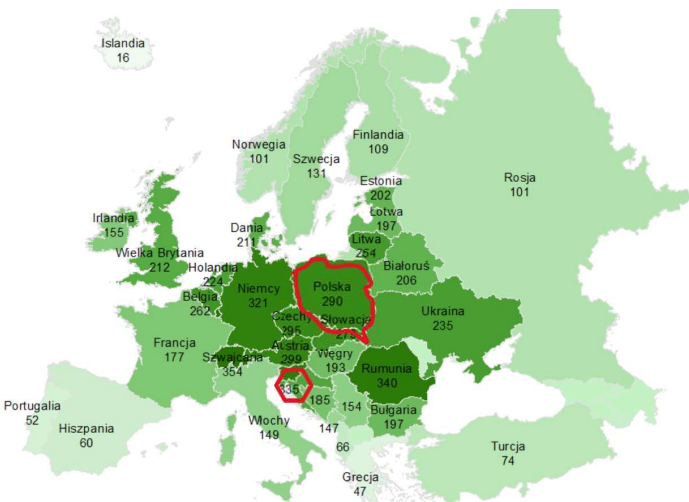 Islandia
16
Norwegia
101
Szwecja
131
Finlandia
109
Rosja
101
Estonia
202
Łotwa
197
Litwa
254
Białoruś
206
Irlandia
155
Wielka Brytania
212
Dania
211
Holandia
224
Belgia
262
Niemcy
321
Polska
290
Czechy
295
Słowacja
Ukraina
235
Francja
177
Szwajcaria
354
Austria
299
Węgry
193
Rumunia
340
335
185
154
Bułgaria
197
147
66
Włochy
149
Portugalia
52
Hiszpania
60
Grecja
47
Turcja
74